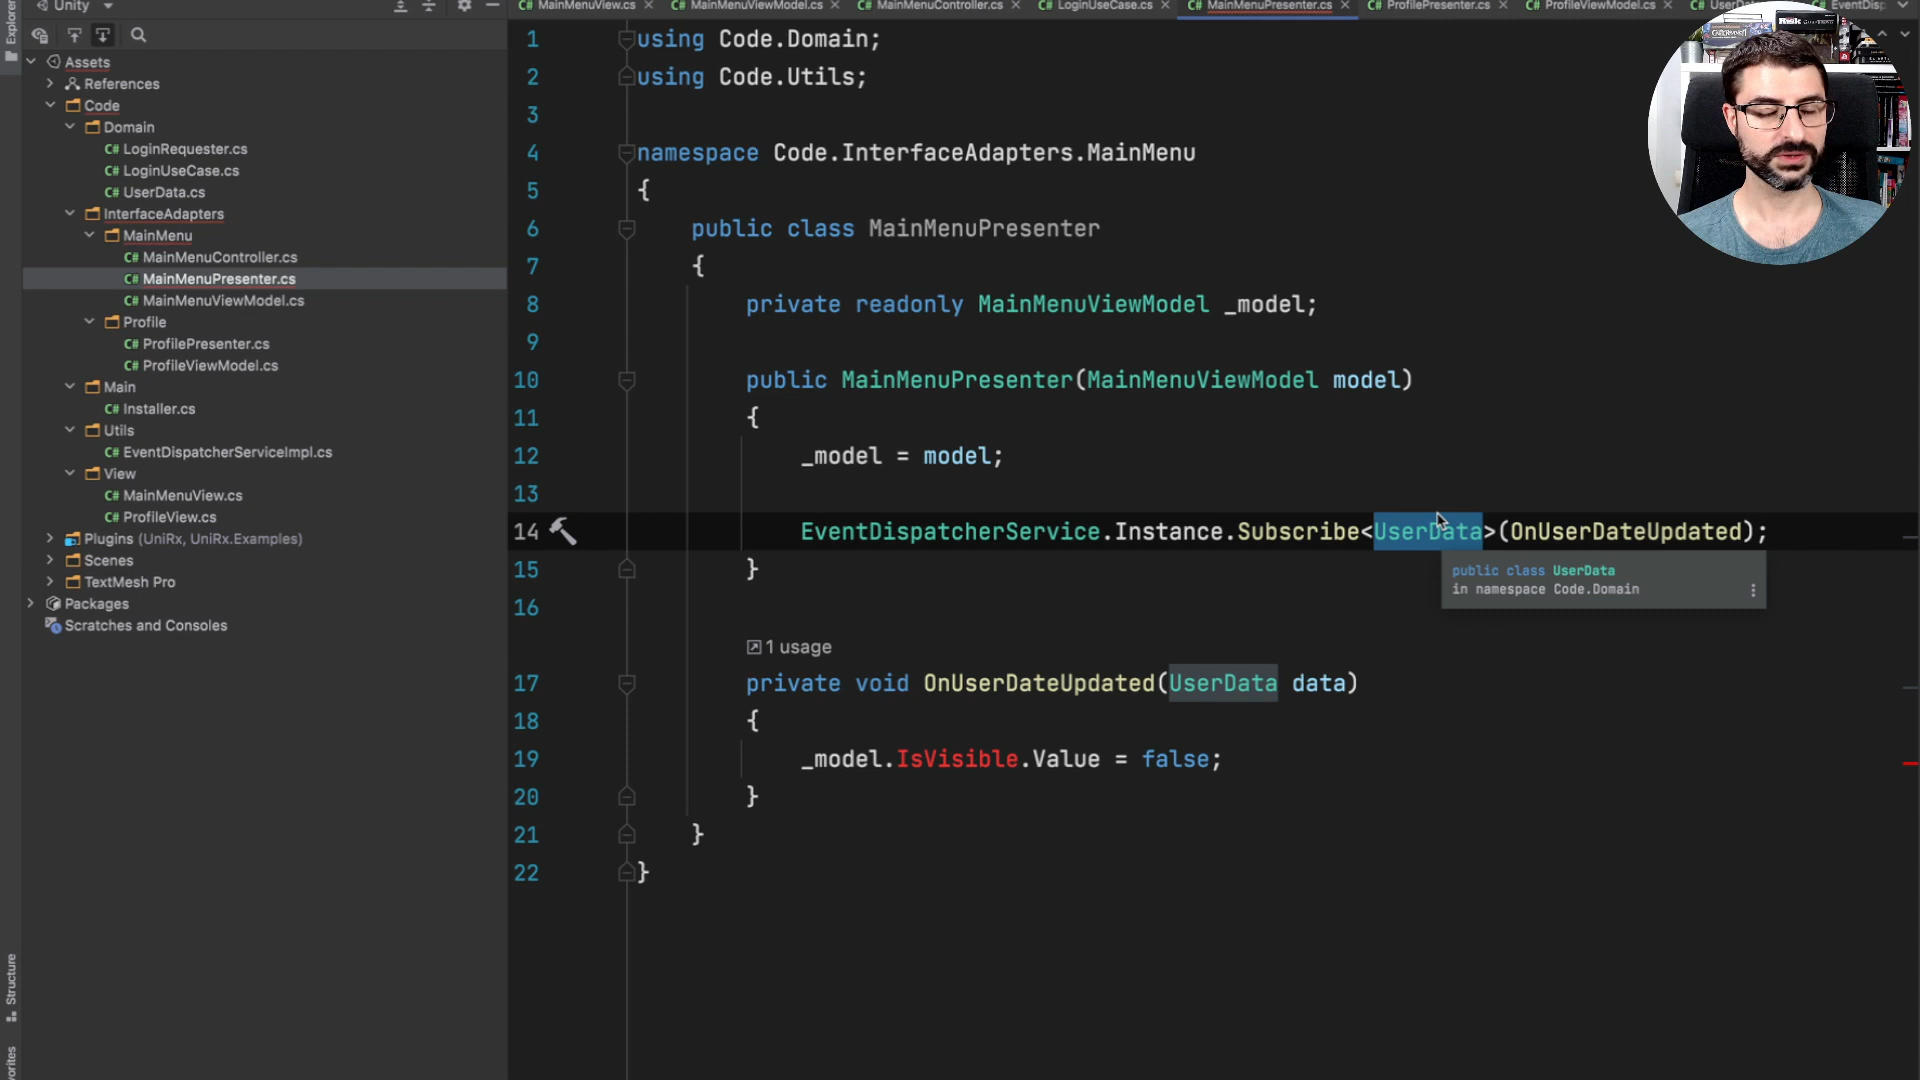 Explorer
Unity
MainMenuView.cs
MainMenuViewModel.cs
MainMenuController.cs
LoginUseCase.cs
MainMenuPresenter.cs
ProfilePresenter.cs
ProfileViewModel.cs
Assets
References
Code
Domain
C# LoginRequester.cs
C# LoginUseCase.cs
C# UserData.cs
InterfaceAdapters
MainMenu
C# MainMenuController.cs
C# MainMenuPresenter.cs
C# MainMenuViewModel.cs
Profile
C# ProfilePresenter.cs
C# ProfileViewModel.cs
Main
C# Installer.cs
Utils
C# EventDispatcherServiceImpl.cs
View
C# MainMenuView.cs
C# ProfileView.cs
Plugins (UniRx, UniRx.Examples)
Scenes
TextMesh Pro
Packages
Scratches and Consoles
Structure
1 using Code.Domain;
2 using Code.Utils;
3
4 namespace Code.InterfaceAdapters.MainMenu
5 {
6 public class MainMenuPresenter
7 {
8 private readonly MainMenuViewModel _model;
9
10 public MainMenuPresenter(MainMenuViewModel model)
11 {
12 _model = model;
13
14 EventDispatcherService.Instance.Subscribe<UserData>(OnUserDateUpdated);
15 }
public class UserData
in namespace Code.Domain
16
1 usage
17 private void OnUserDateUpdated(UserData data)
18 {
19 _model.IsVisible.Value = false;
20 }
21 }
22 }
Risk